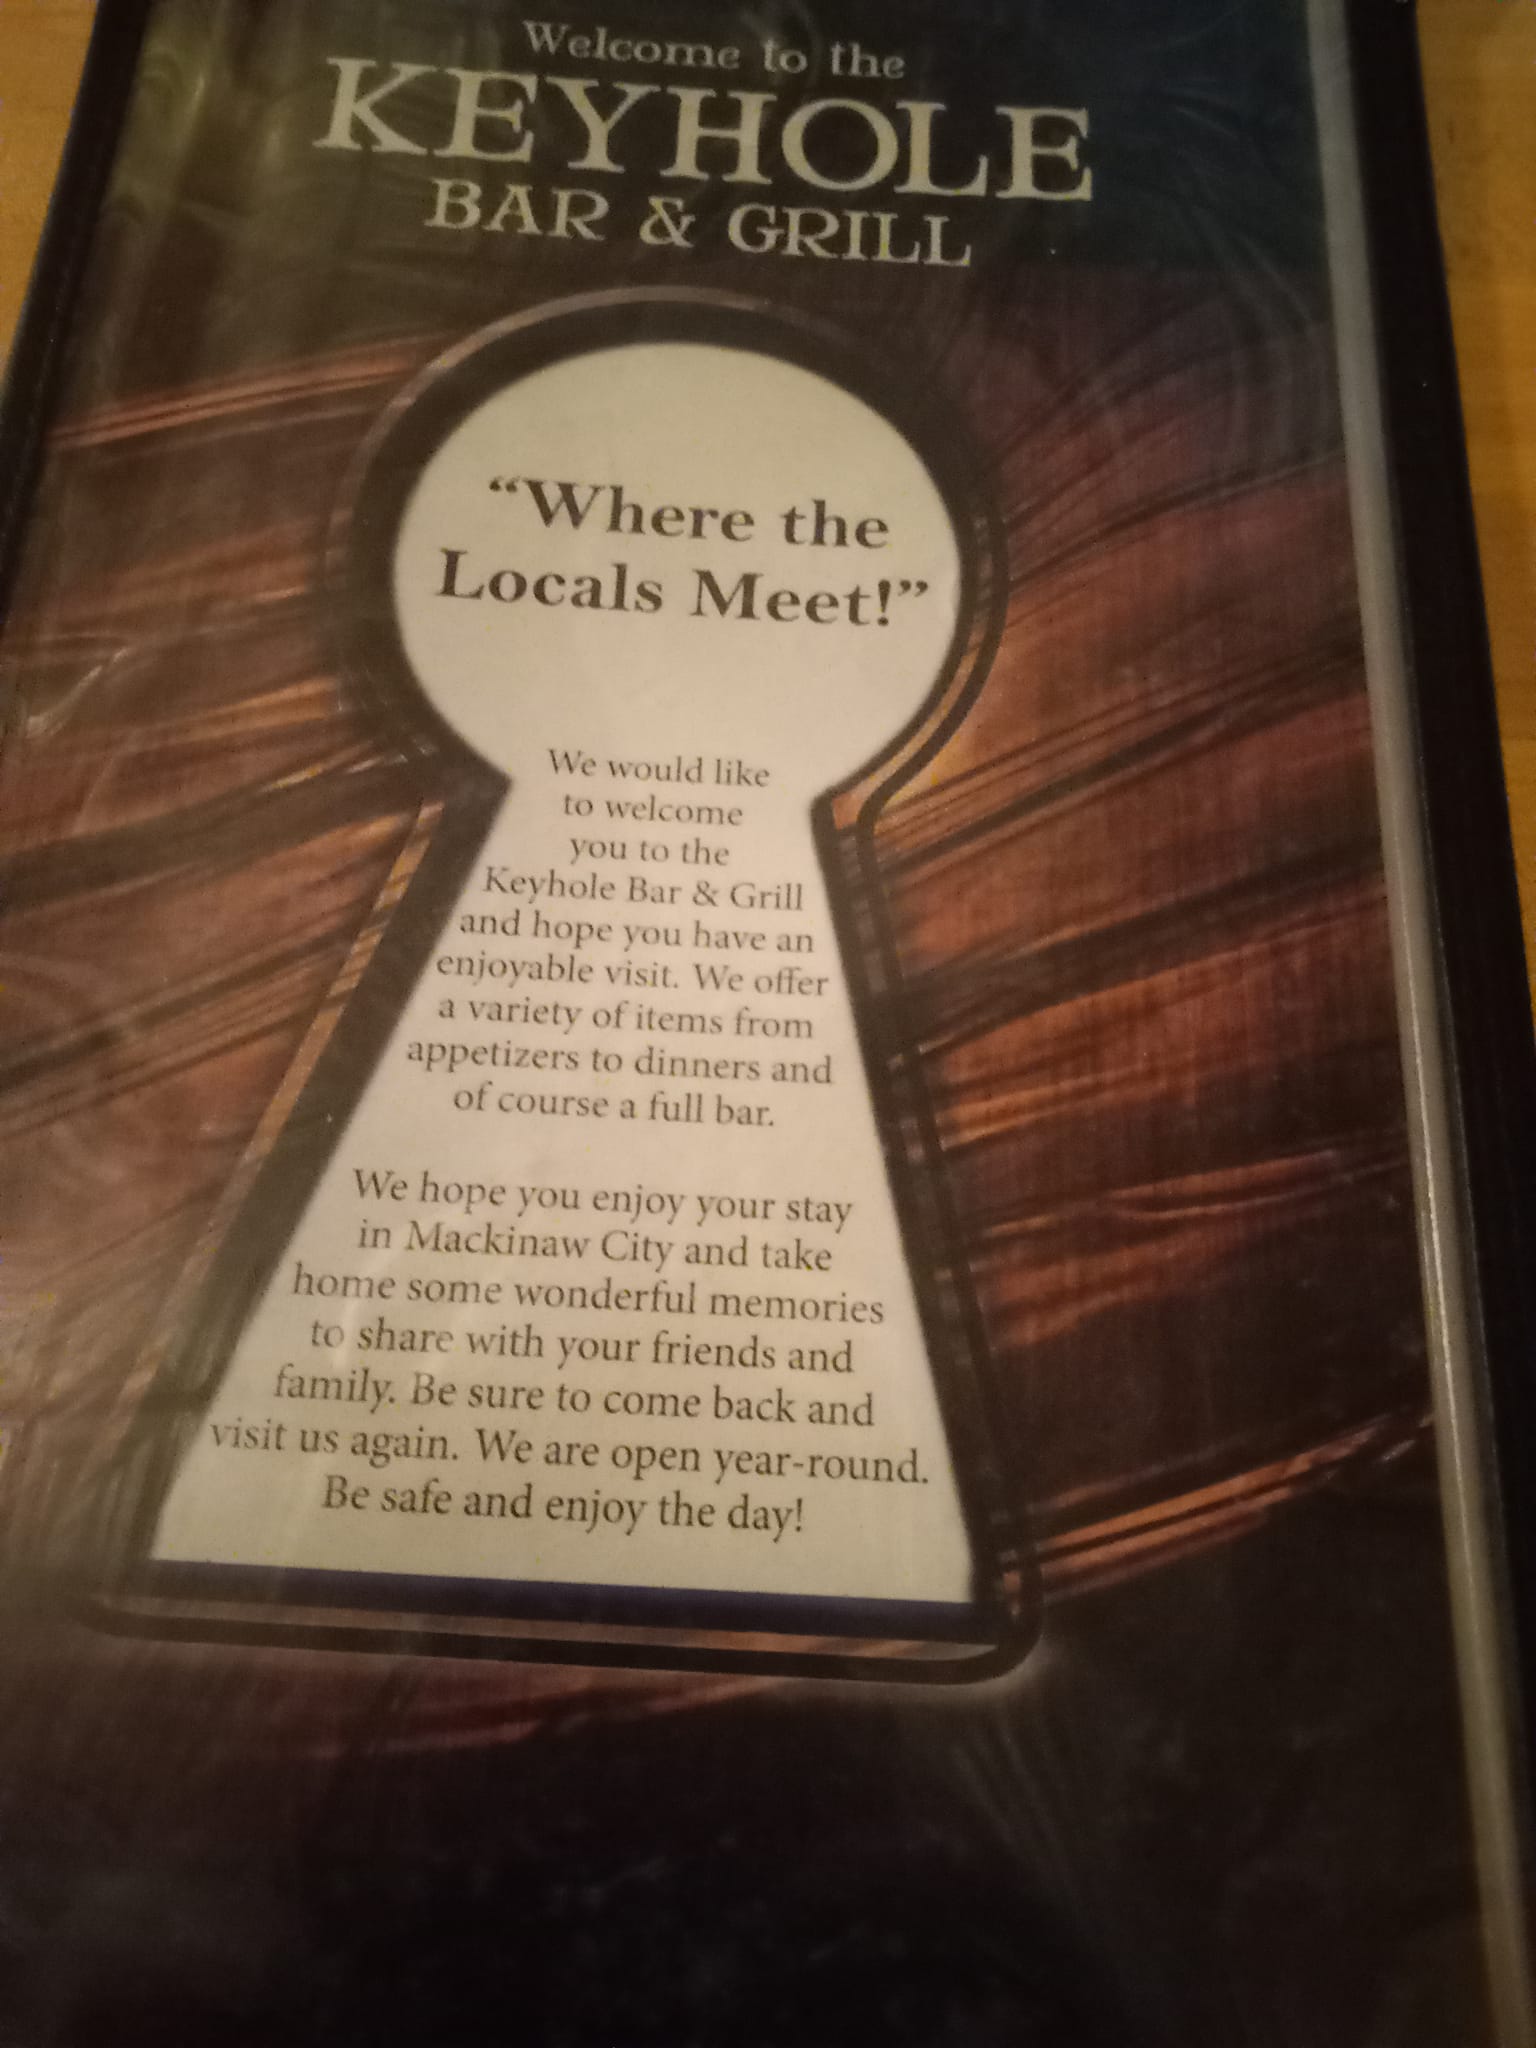 Welcome to the
KEYHOLE
BAR & GRILL
“Where the
Locals Meet!”
We would like
to welcome
you to the
Keyhole Bar & Grill
and hope you have an
enjoyable visit. We offer
a variety of items from
appetizers to dinners and
of course a full bar.
We hope you enjoy your stay
in Mackinaw City and take
home some wonderful memories
to share with your friends and
family. Be sure to come back and
visit us again. We are open year-round.
Be safe and enjoy the day!